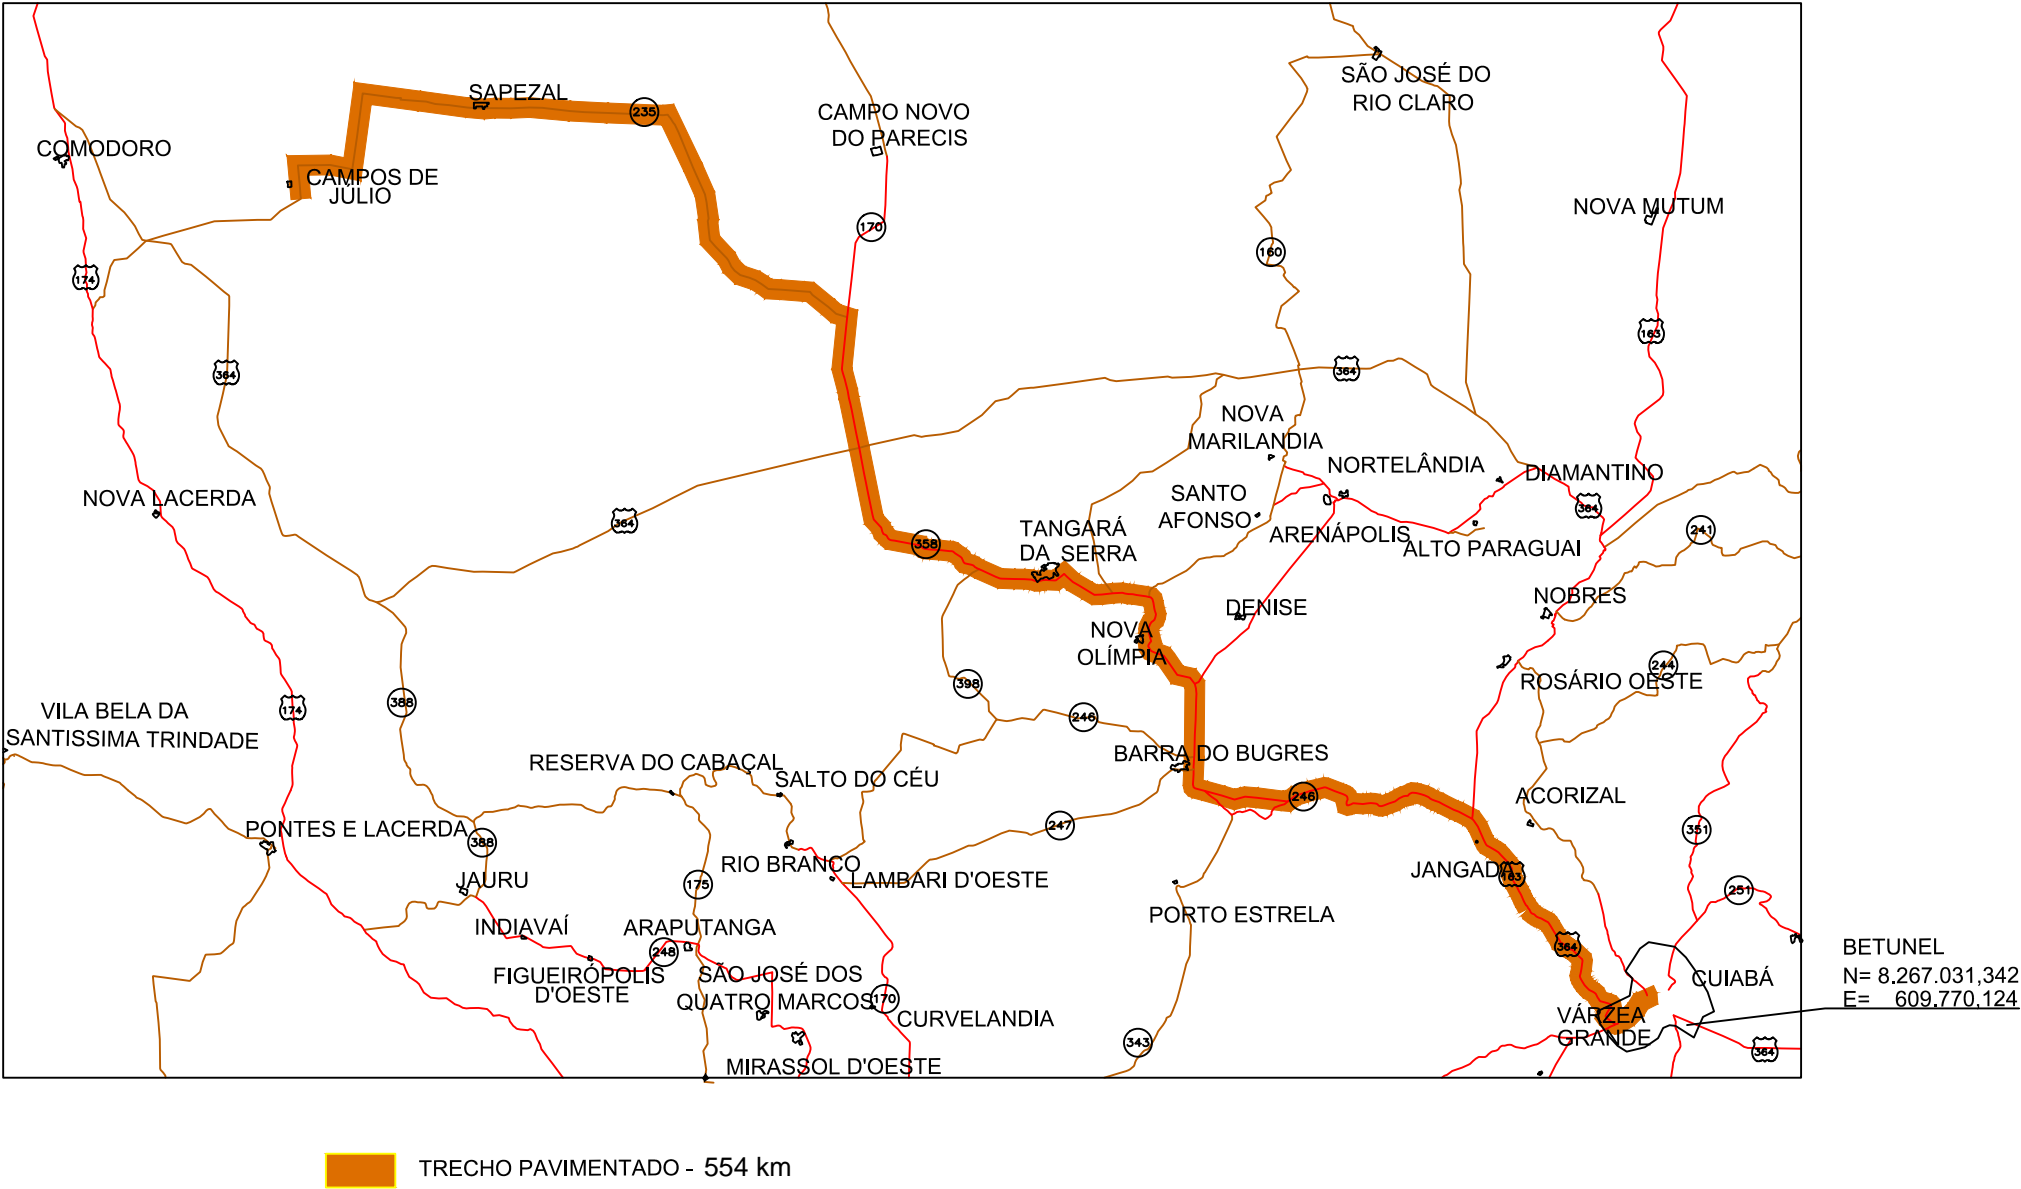 SÃO JOSÉ DO
RIO CLARO
SAPEZAL
235
CAMPO NOVO
DO PARECIS
COMODORO
CAMPOS DE
JÚLIO
NOVA MUTUM
170
160
174
163
364
364
NOVA
MARILANDIA
NORTELÂNDIA
DIAMANTINO
NOVA LACERDA
SANTO
AFONSO
364
364
ARENÁPOLIS
ALTO PARAGUAI
241
TANGARÁ
DA SERRA
358
NOBRES
DENISE
NOVA
OLÍMPIA
244
ROSÁRIO OESTE
398
388
174
246
VILA BELA DA
SANTISSIMA TRINDADE
BARRA DO BUGRES
RESERVA DO CABAÇAL
SALTO DO CÉU
246
ACORIZAL
PONTES E LACERDA
388
247
351
RIO BRANCO
LAMBARI D'OESTE
JANGADA
163
JAURU
175
251
PORTO ESTRELA
INDIAVAÍ
ARAPUTANGA
248
364
BETUNEL
N= 8.267.031,342
E= 609.770,124
FIGUEIRÓPOLIS
D'OESTE
SÃO JOSÉ DOS
QUATRO MARCOS
170
CURVELANDIA
CUIABÁ
VÁRZEA
GRANDE
343
364
MIRASSOL D'OESTE
TRECHO PAVIMENTADO - 554 km